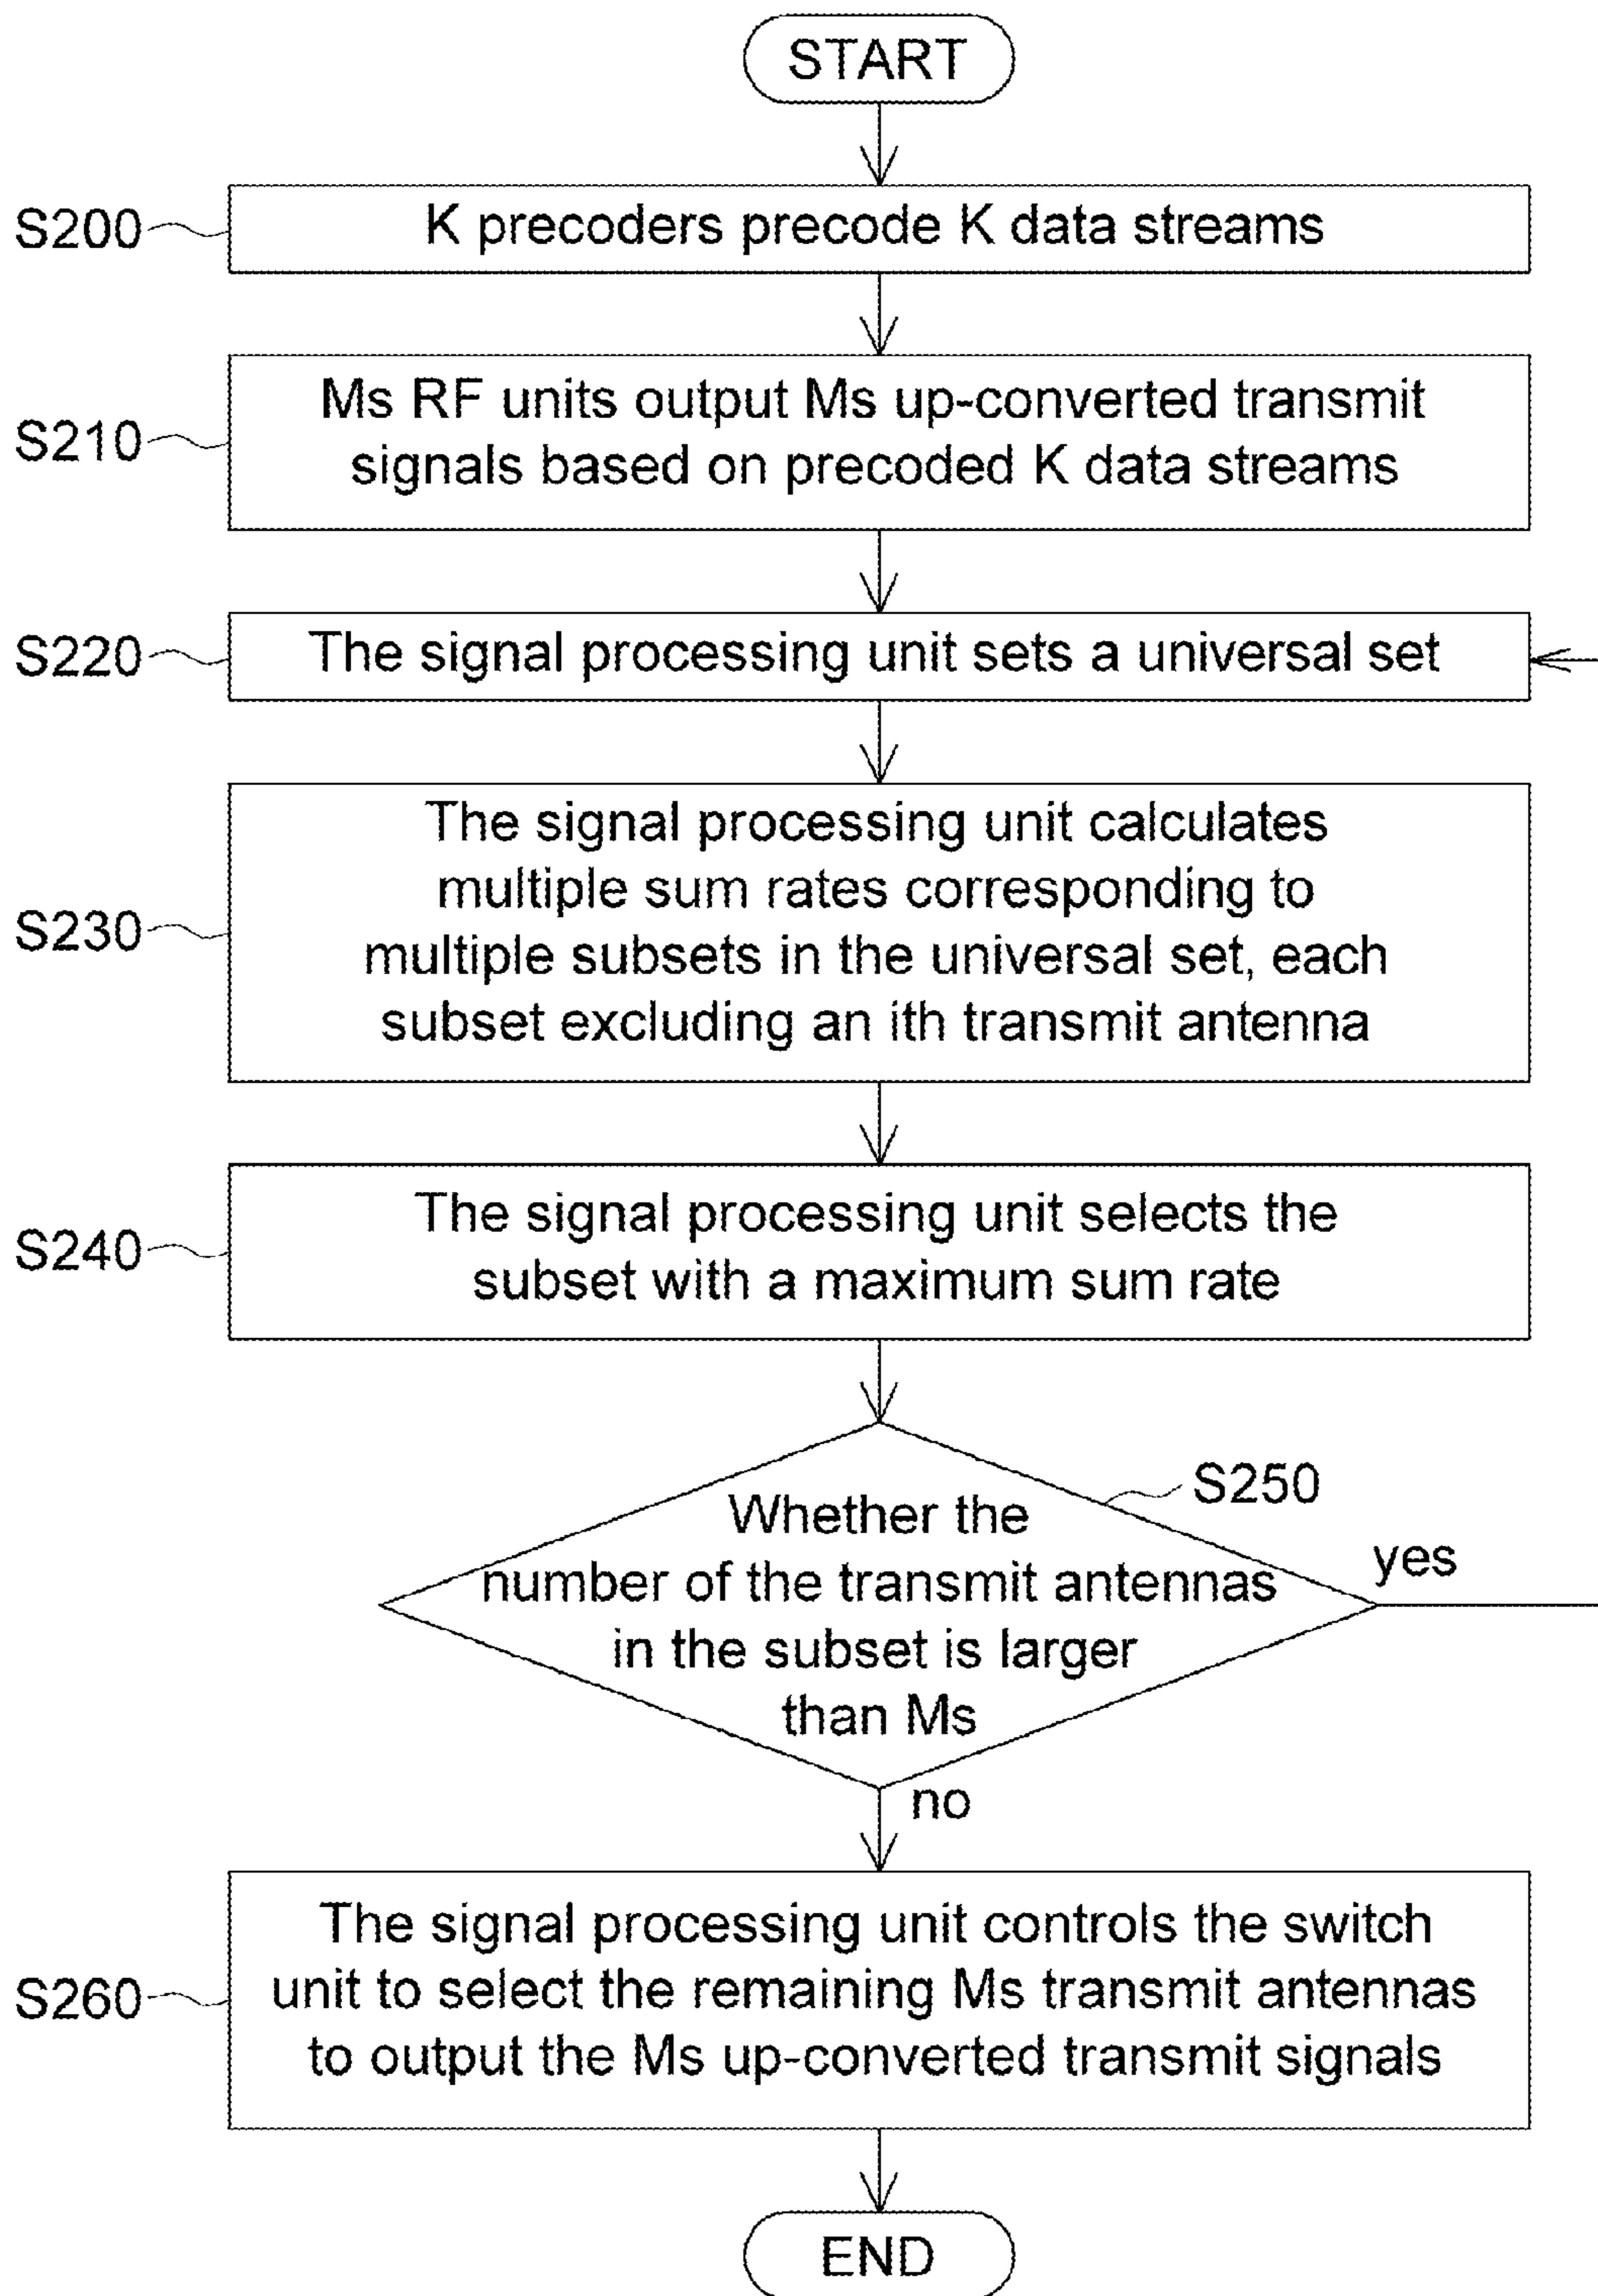 START
S200
K precoders precode K data streams
S210
Ms RF units output Ms up-converted transmit
signals based on precoded K data streams
S220
The signal processing unit sets a universal set
S230
The signal processing unit calculates
multiple sum rates corresponding to
multiple subsets in the universal set, each
subset excluding an ith transmit antenna
S240
The signal processing unit selects the
subset with a maximum sum rate
S250
Whether the
number of the transmit antennas
in the subset is larger
than Ms
yes
no
S260
The signal processing unit controls the switch
unit to select the remaining Ms transmit antennas
to output the Ms up-converted transmit signals
END